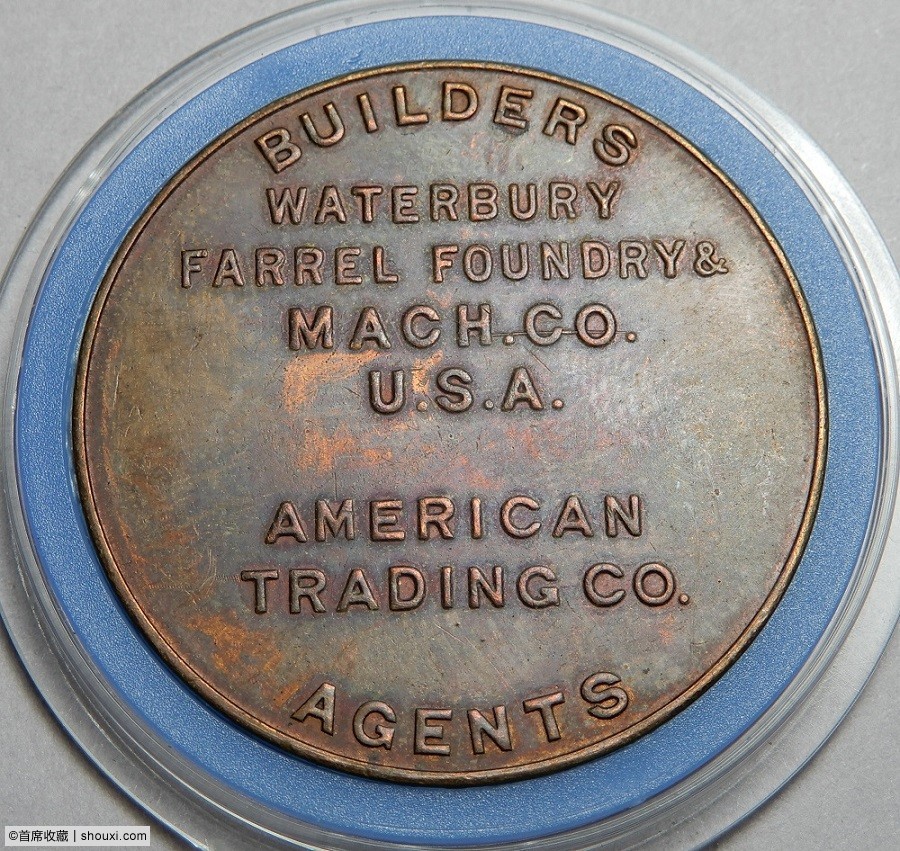 BUILDERS
WATERBURY
FARREL FOUNDRY &
MACH. CO.
U.S.A.
AMERICAN
TRADING CO.
AGENTS
©首席收藏 | shouxi.com